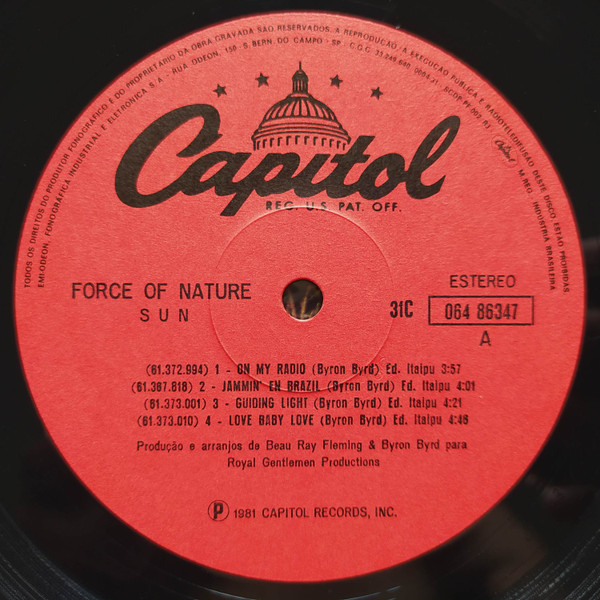 TODOS OS DIREITOS DO PRODUTOR FONOGRÁFICO E DO PROPRIETÁRIO DA OBRA GRAVADA SÃO RESERVADOS. A REPRODUÇÃO, A EXECUÇÃO PÚBLICA E RADIOTELEDIFUSÃO DESTE DISCO ESTÃO PROIBIDAS.
EMI-ODEON, FONOGRÁFICA INDUSTRIAL E ELETRÔNICA S/A - RUA ODEON, 150, S. BERN. DO CAMPO - SP - C.G.C. M. REG. INDÚSTRIA BRASILEIRA
Capitol
REG. U.S. PAT. OFF.
FORCE OF NATURE
SUN
ESTEREO
31C 064 86347
A
(61.372.994) 1 - ON MY RADIO (Byron Byrd) Ed. Itaipu 3:57
(61.367.818) 2 - JAMMIN' EN BRAZIL (Byron Byrd) Ed. Itaipu 4:01
(61.373.001) 3 - GUIDING LIGHT (Byron Byrd) Ed. Itaipu 4:21
(61.373.010) 4 - LOVE BABY LOVE (Byron Byrd) Ed. Itaipu 4:46
Produção e arranjos de Beau Ray Fleming & Byron Byrd para
Royal Gentlemen Productions
Ⓟ 1981 CAPITOL RECORDS, INC.